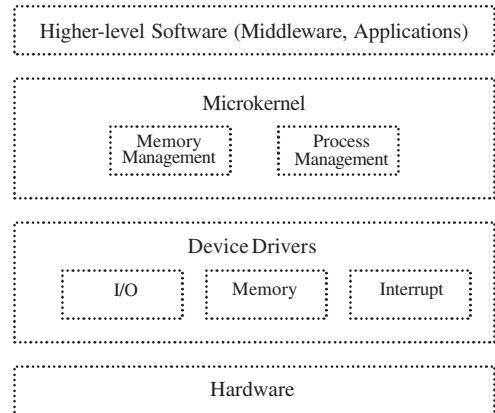 Higher-level Software (Middleware, Applications)
Microkernel
Memory
Management
Process
Management
Device Drivers
I/O
Memory
Interrupt
Hardware